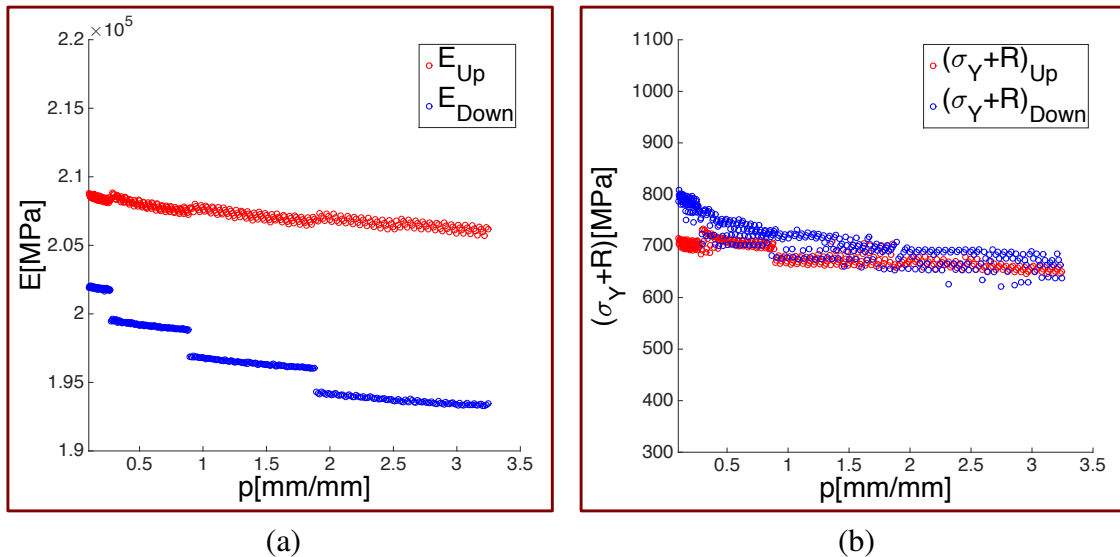 ×10^5
2.2
2.15
2.1
2.05
2
1.95
1.9
E[MPa]
0.5 1 1.5 2 2.5 3 3.5
p[mm/mm]
E_Up
E_Down
(a)
1100
1000
900
800
700
600
500
400
300
(σ_Y+R)[MPa]
0.5 1 1.5 2 2.5 3 3.5
p[mm/mm]
(σ_Y+R)_Up
(σ_Y+R)_Down
(b)